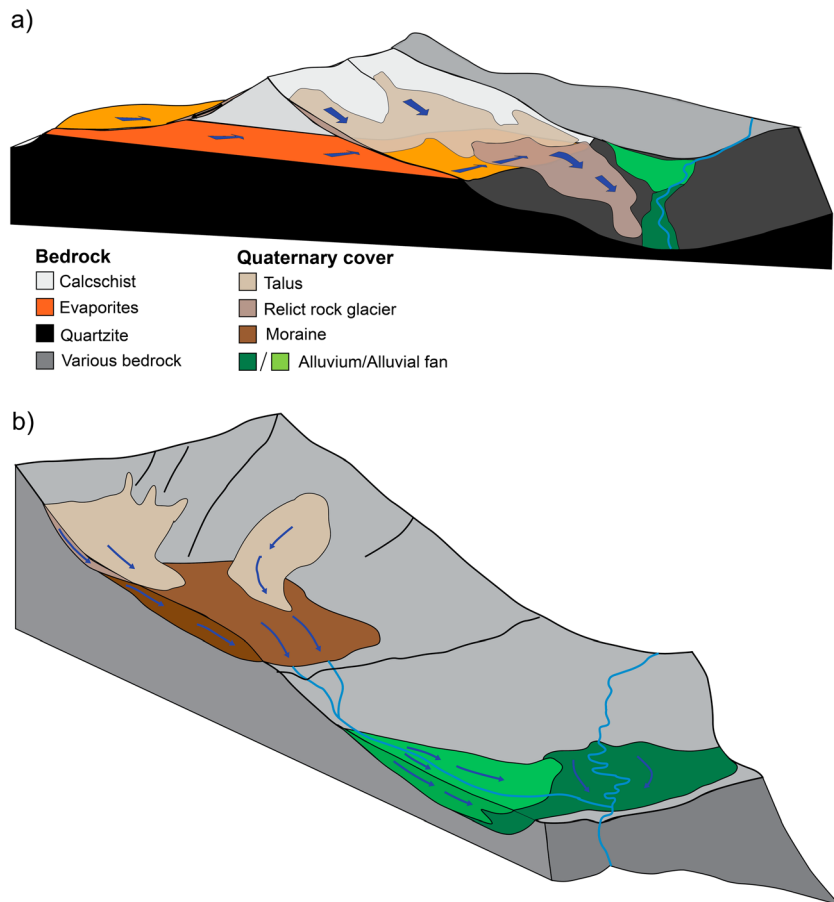 a)
Bedrock
Calcschist
Evaporites
Quartzite
Various bedrock
Quaternary cover
Talus
Relict rock glacier
Moraine
/ Alluvium/Alluvial fan
b)